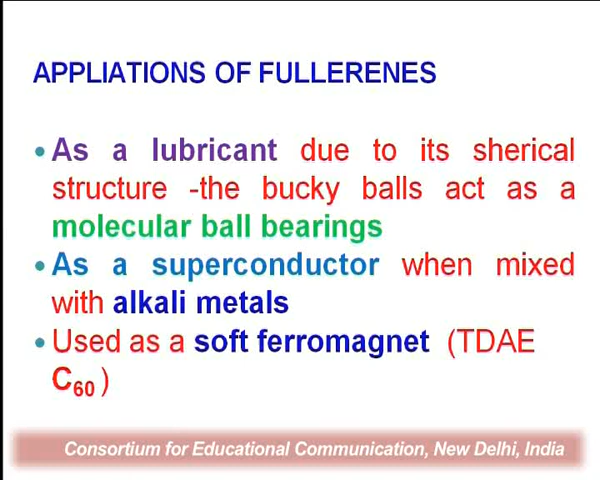 APPLIATIONS OF FULLERENES
• As a lubricant due to its sherical
structure -the bucky balls act as a
molecular ball bearings
• As a superconductor when mixed
with alkali metals
• Used as a soft ferromagnet (TDAE
C60 )
Consortium for Educational Communication, New Delhi, India